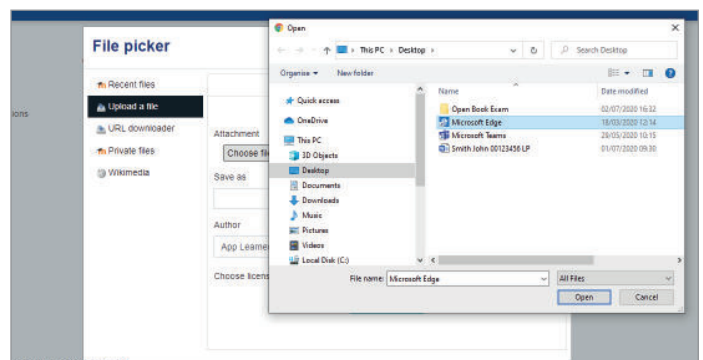 Open
File picker
This PC › Desktop ›
Search Desktop
Organise
New folder
Recent files
Upload a file
URL downloader
Private files
Wikimedia
ions
Attachment
Choose file
Save as
Author
App Learne
Choose licens
Quick access
OneDrive
This PC
3D Objects
Desktop
Documents
Downloads
Music
Pictures
Videos
Local Disk (C:)
Name
Date modified
Open Book Exam
02/07/2020 16:32
Microsoft Edge
18/03/2020 12:14
Microsoft Teams
29/05/2020 10:15
Smith John 00123456 LP
01/07/2020 09:30
File name:
Microsoft Edge
All Files
Open
Cancel